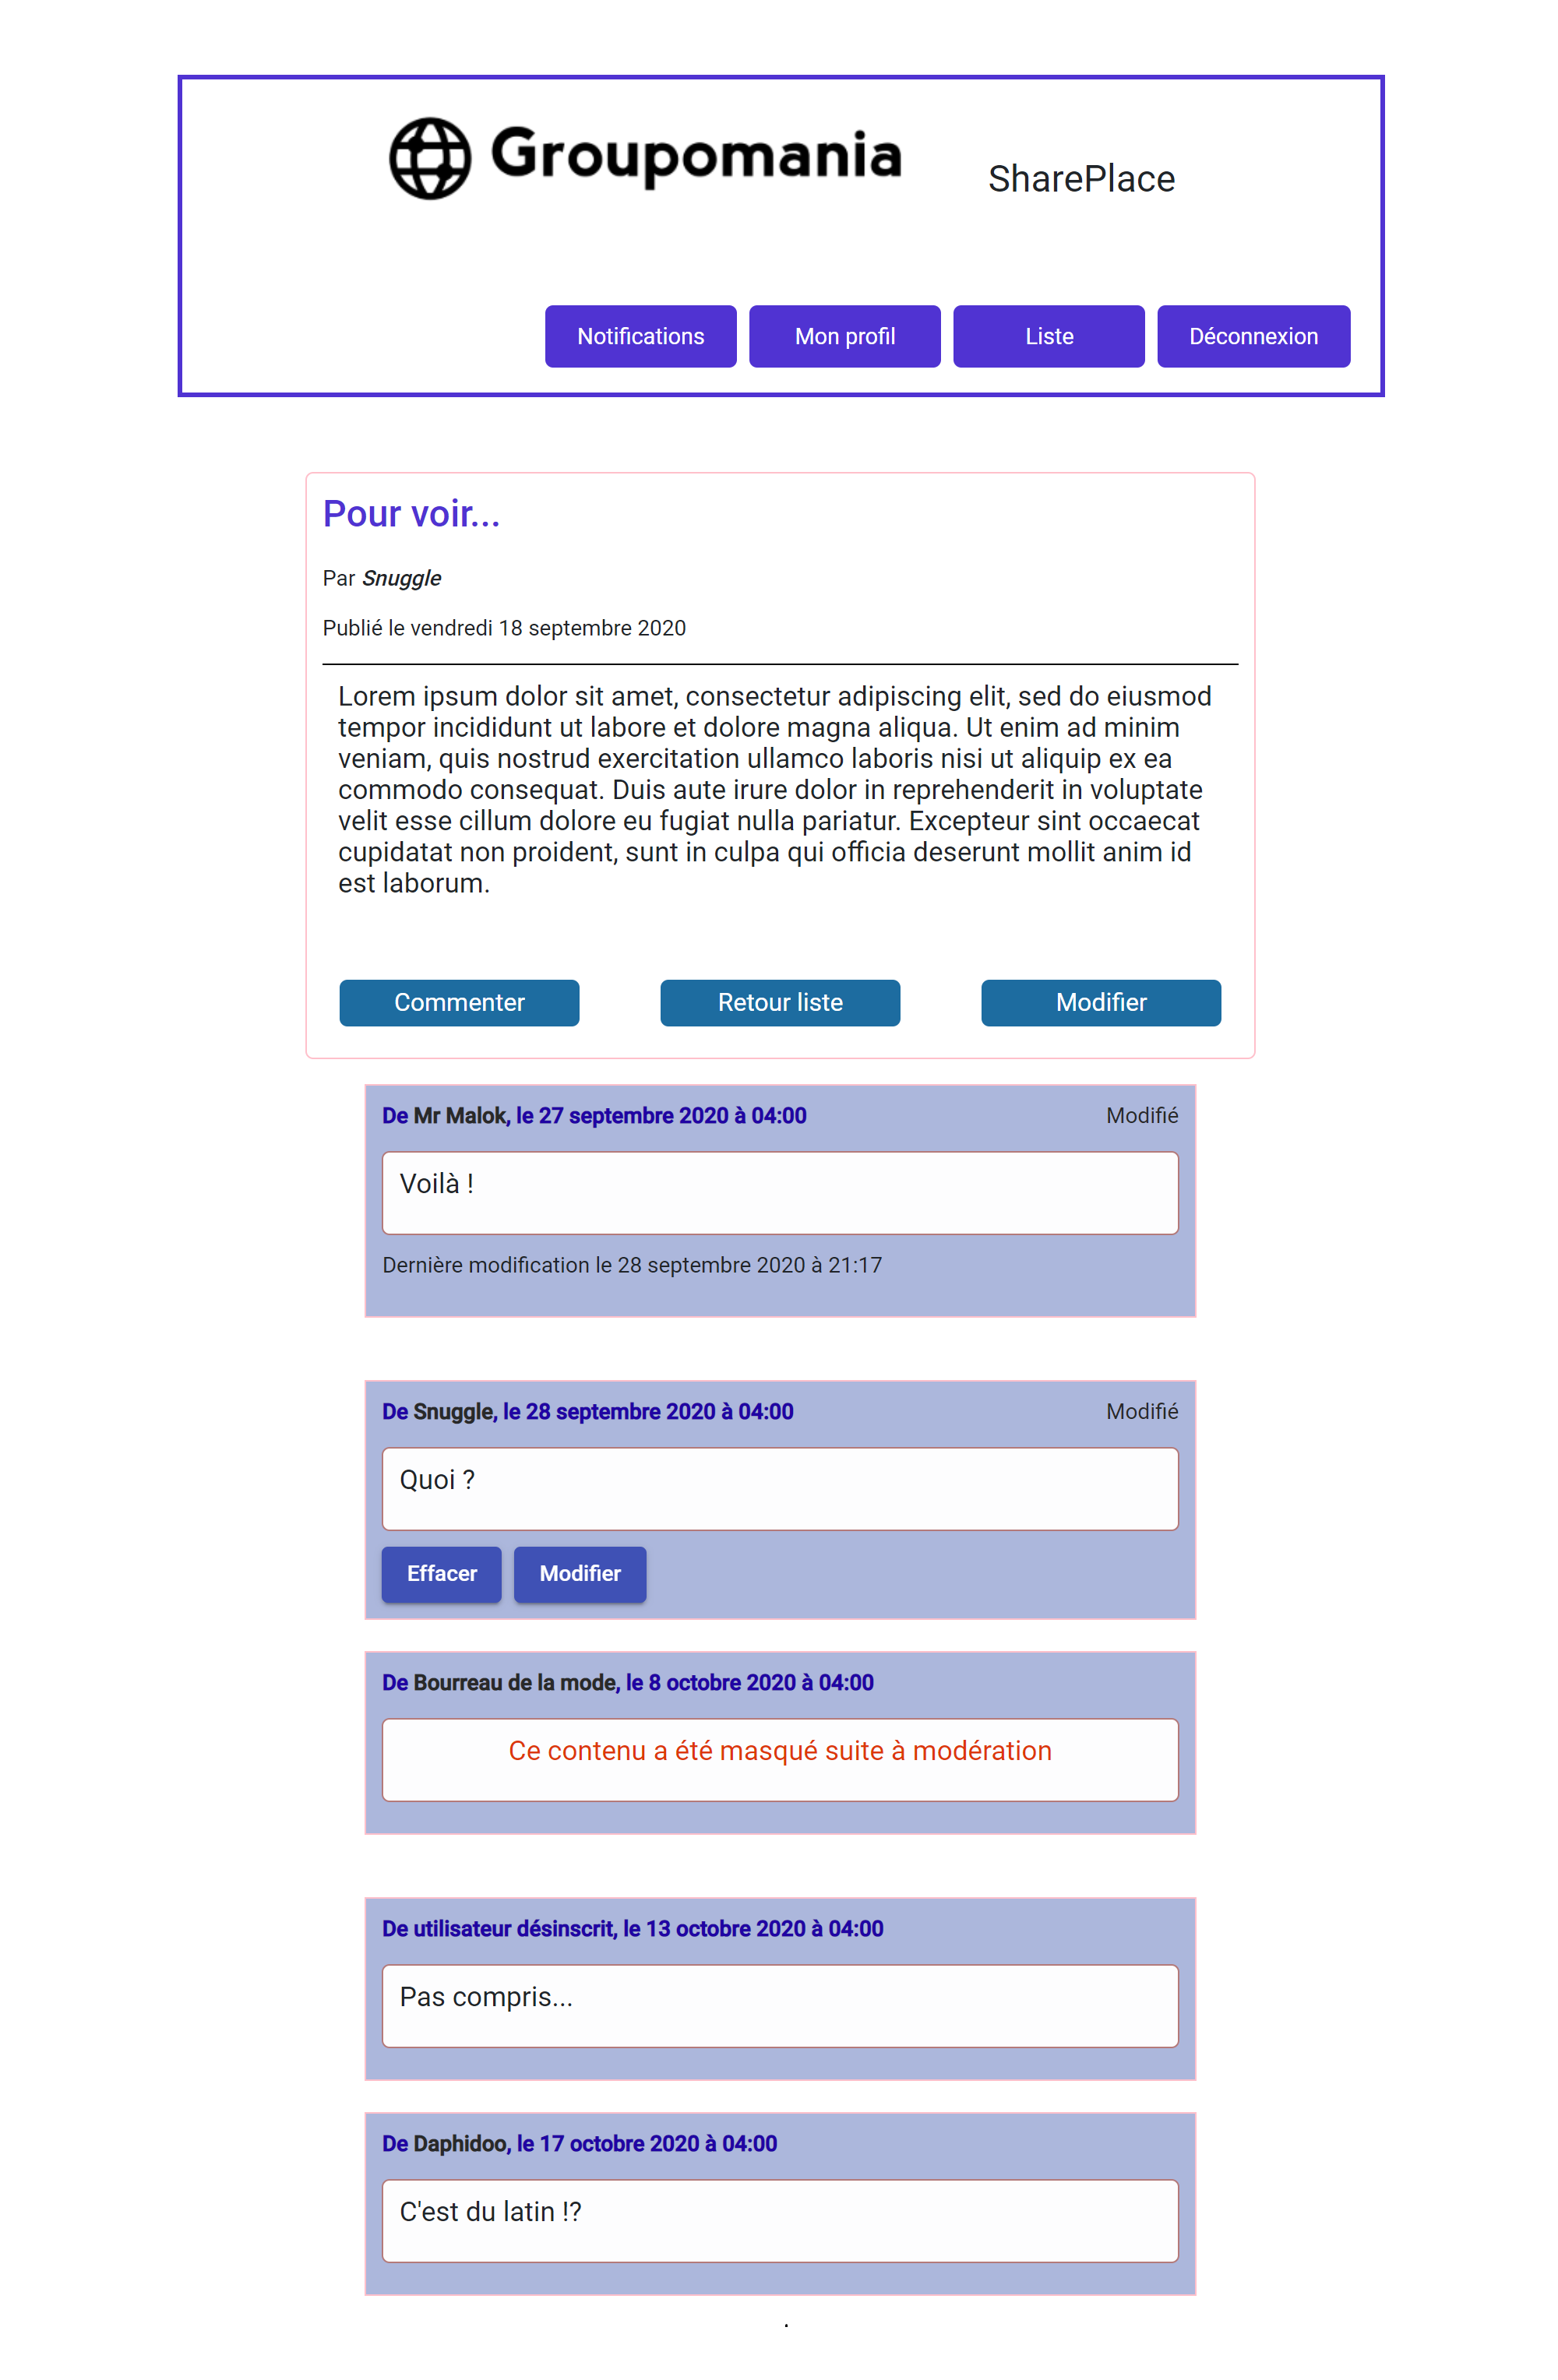 Groupomania
SharePlace
Notifications Mon profil Liste Déconnexion
Pour voir...
Par Snuggle
Publié le vendredi 18 septembre 2020
Lorem ipsum dolor sit amet, consectetur adipiscing elit, sed do eiusmod
tempor incididunt ut labore et dolore magna aliqua. Ut enim ad minim
veniam, quis nostrud exercitation ullamco laboris nisi ut aliquip ex ea
commodo consequat. Duis aute irure dolor in reprehenderit in voluptate
velit esse cillum dolore eu fugiat nulla pariatur. Excepteur sint occaecat
cupidatat non proident, sunt in culpa qui officia deserunt mollit anim id
est laborum.
Commenter Retour liste Modifier
De Mr Malok, le 27 septembre 2020 à 04:00 Modifié
Voilà !
Dernière modification le 28 septembre 2020 à 21:17
De Snuggle, le 28 septembre 2020 à 04:00 Modifié
Quoi ?
Effacer Modifier
De Bourreau de la mode, le 8 octobre 2020 à 04:00
Ce contenu a été masqué suite à modération
De utilisateur désinscrit, le 13 octobre 2020 à 04:00
Pas compris...
De Daphidoo, le 17 octobre 2020 à 04:00
C'est du latin !?
.